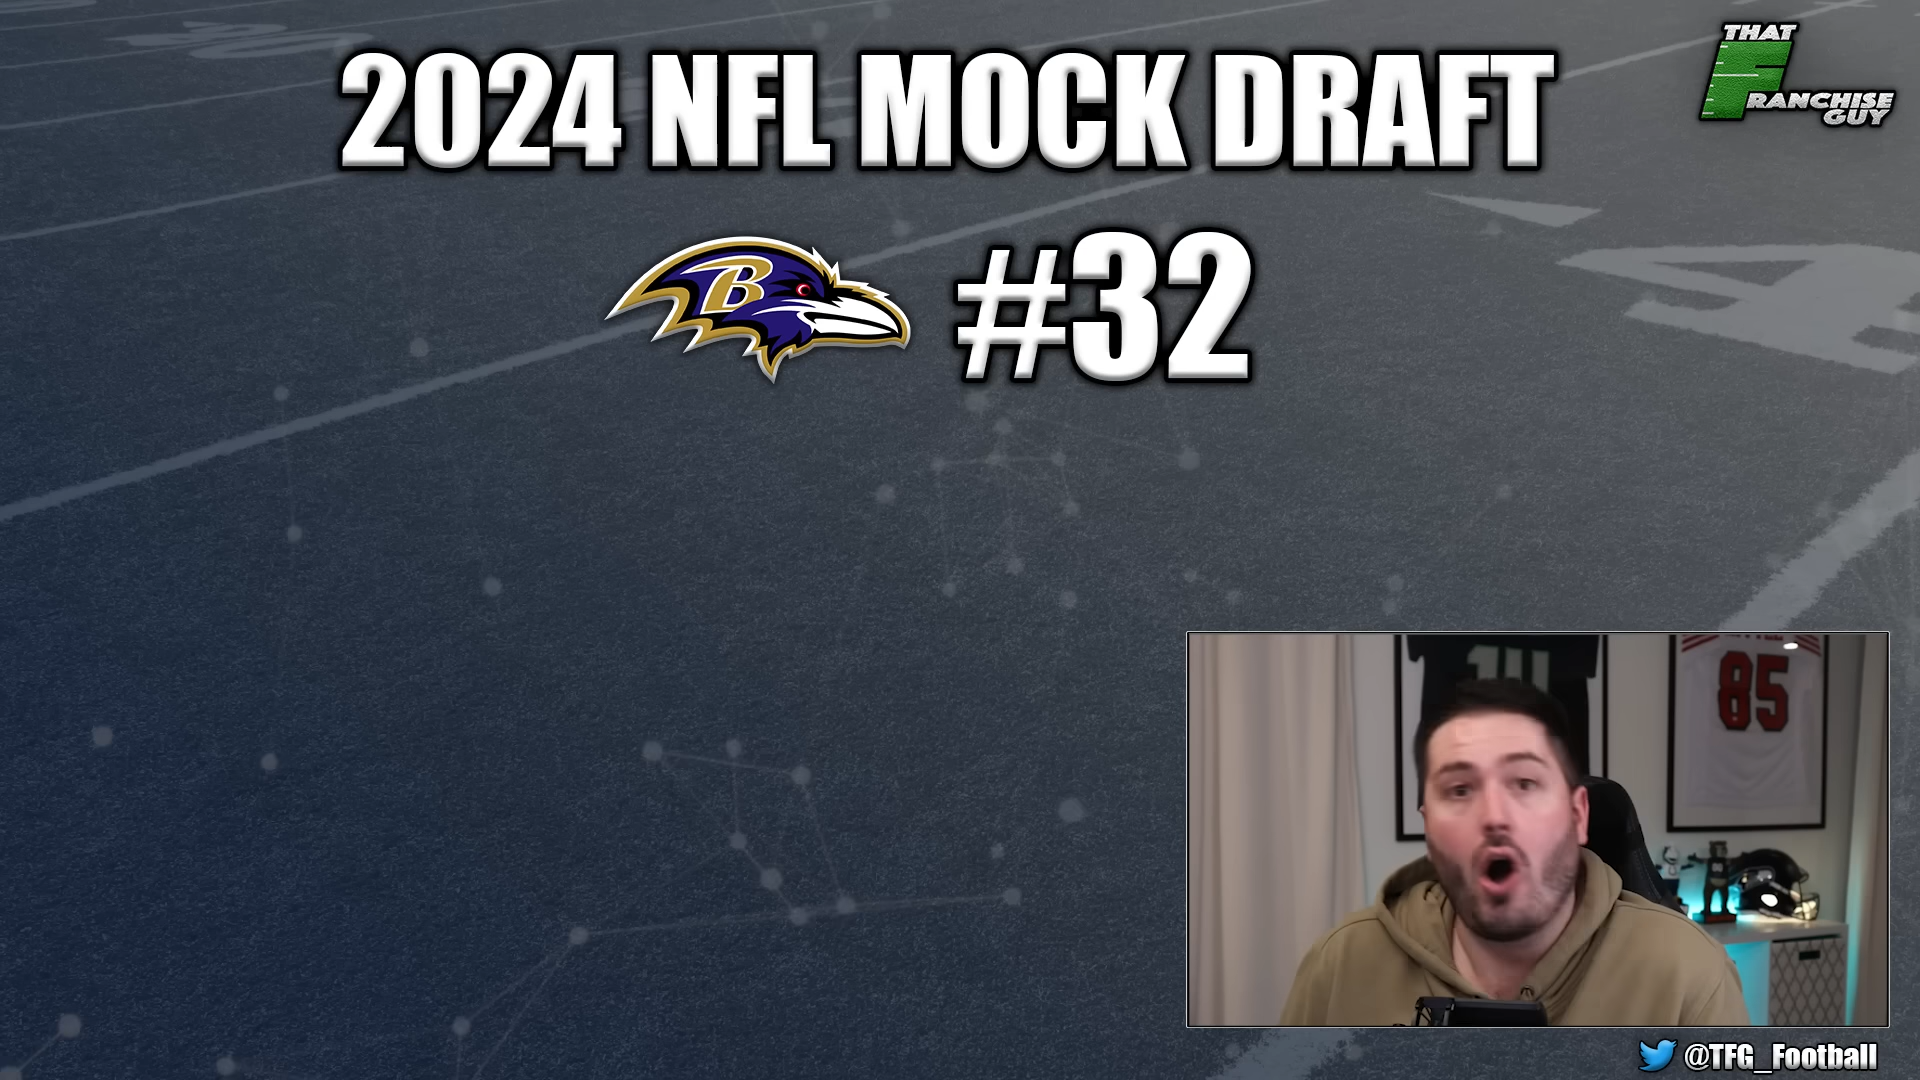 2024 NFL MOCK DRAFT
THAT
FRANCHISE
GUY
B #32
85
@TFG_Football